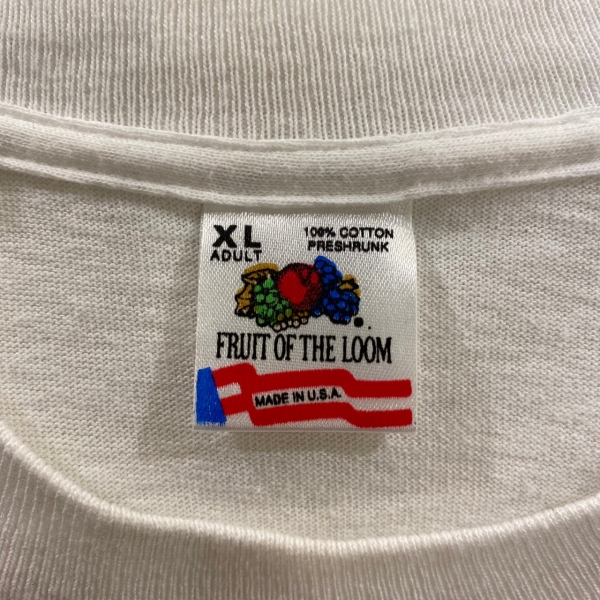 XL
ADULT
100% COTTON
PRESHRUNK
FRUIT OF THE LOOM
MADE IN U.S.A.